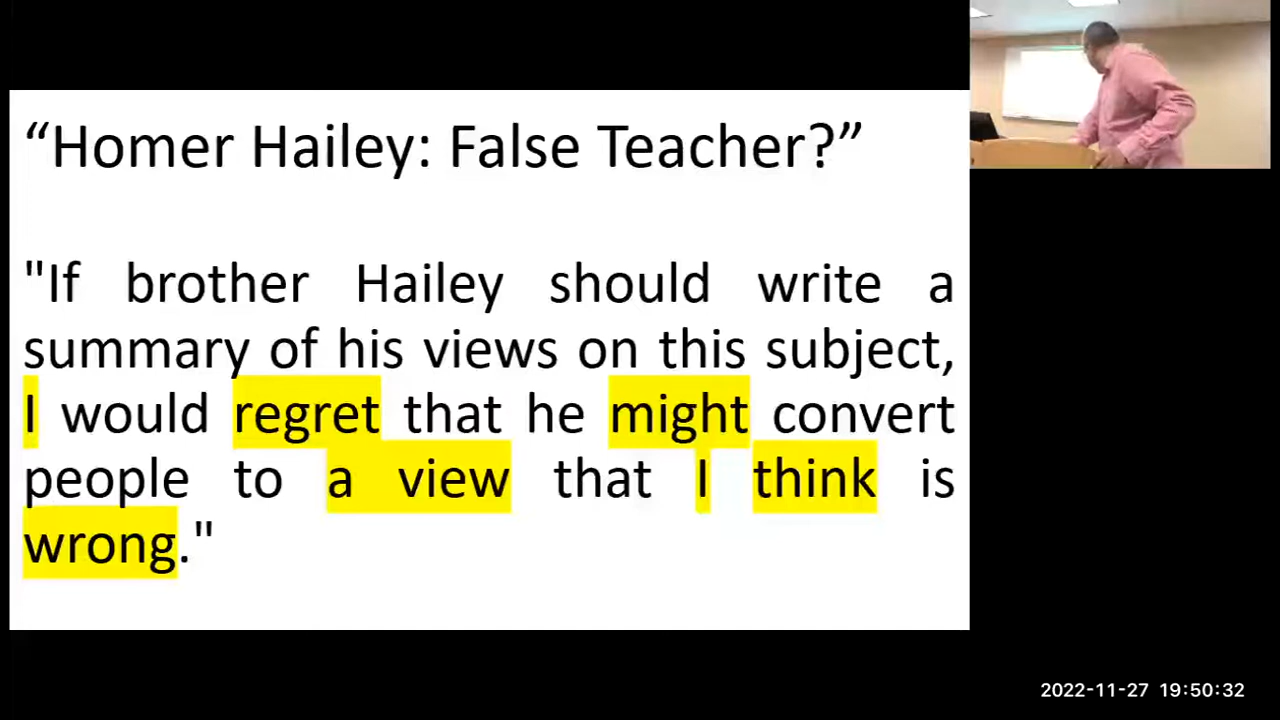 “Homer Hailey: False Teacher?”
"If brother Hailey should write a
summary of his views on this subject,
I would regret that he might convert
people to a view that I think is
wrong."
2022-11-27 19:50:32